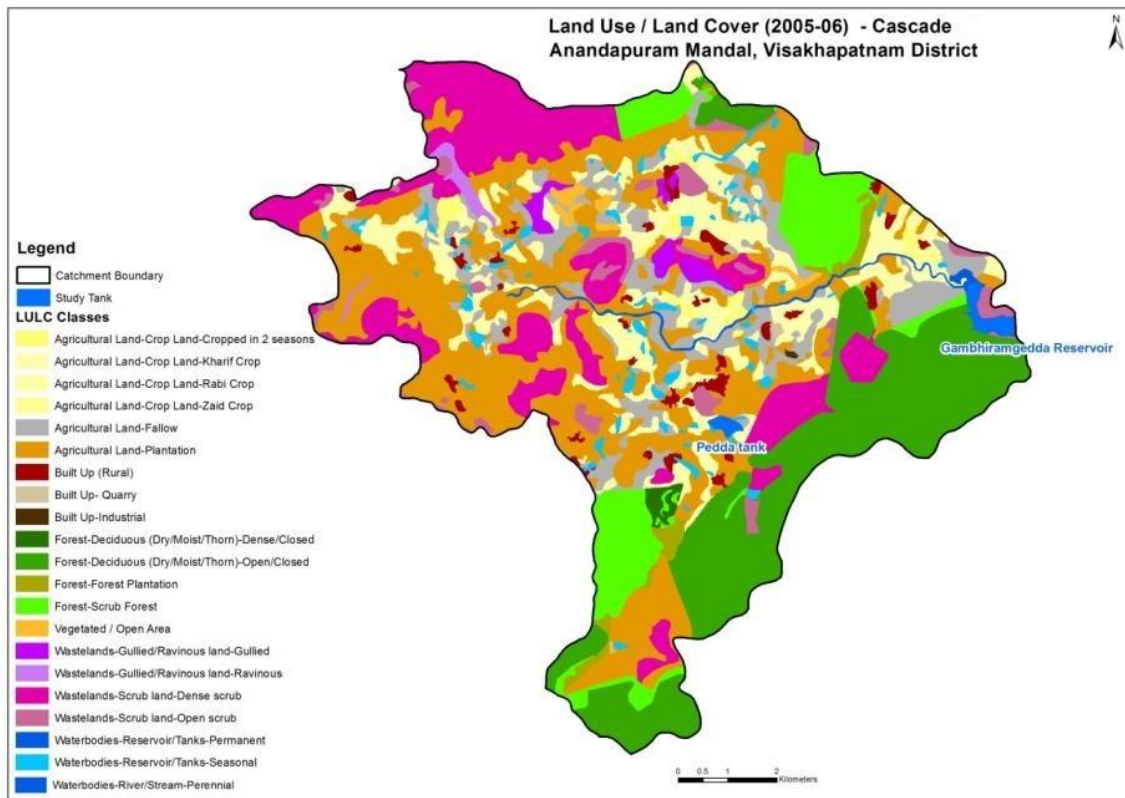 Land Use / Land Cover (2005-06) - Cascade
Anandapuram Mandal, Visakhapatnam District
N
Legend
Catchment Boundary
Study Tank
LULC Classes
Agricultural Land-Crop Land-Cropped in 2 seasons
Agricultural Land-Crop Land-Kharif Crop
Agricultural Land-Crop Land-Rabi Crop
Agricultural Land-Crop Land-Zaid Crop
Agricultural Land-Fallow
Agricultural Land-Plantation
Built Up (Rural)
Built Up- Quarry
Built Up-Industrial
Forest-Deciduous (Dry/Moist/Thorn)-Dense/Closed
Forest-Deciduous (Dry/Moist/Thorn)-Open/Closed
Forest-Forest Plantation
Forest-Scrub Forest
Vegetated / Open Area
Wastelands-Gullied/Ravinous land-Gullied
Wastelands-Gullied/Ravinous land-Ravinous
Wastelands-Scrub land-Dense scrub
Wastelands-Scrub land-Open scrub
Waterbodies-Reservoir/Tanks-Permanent
Waterbodies-Reservoir/Tanks-Seasonal
Waterbodies-River/Stream-Perennial
Gambhiramgedda Reservoir
Pedda tank
0 0.5 1 2
Kilometers